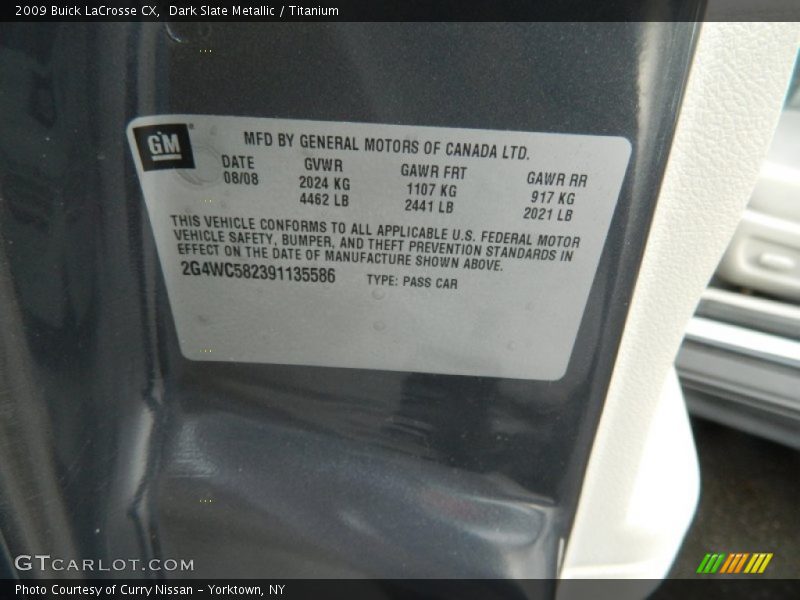 2009 Buick LaCrosse CX,  Dark Slate Metallic / Titanium
GM
MFD BY GENERAL MOTORS OF CANADA LTD.
DATE GVWR GAWR FRT GAWR RR
08/08 2024 KG 1107 KG 917 KG
4462 LB 2441 LB 2021 LB
THIS VEHICLE CONFORMS TO ALL APPLICABLE U.S. FEDERAL MOTOR
VEHICLE SAFETY, BUMPER, AND THEFT PREVENTION STANDARDS IN
EFFECT ON THE DATE OF MANUFACTURE SHOWN ABOVE.
2G4WC582391135586 TYPE: PASS CAR
GTCARLOT.COM
Photo Courtesy of Curry Nissan - Yorktown, NY